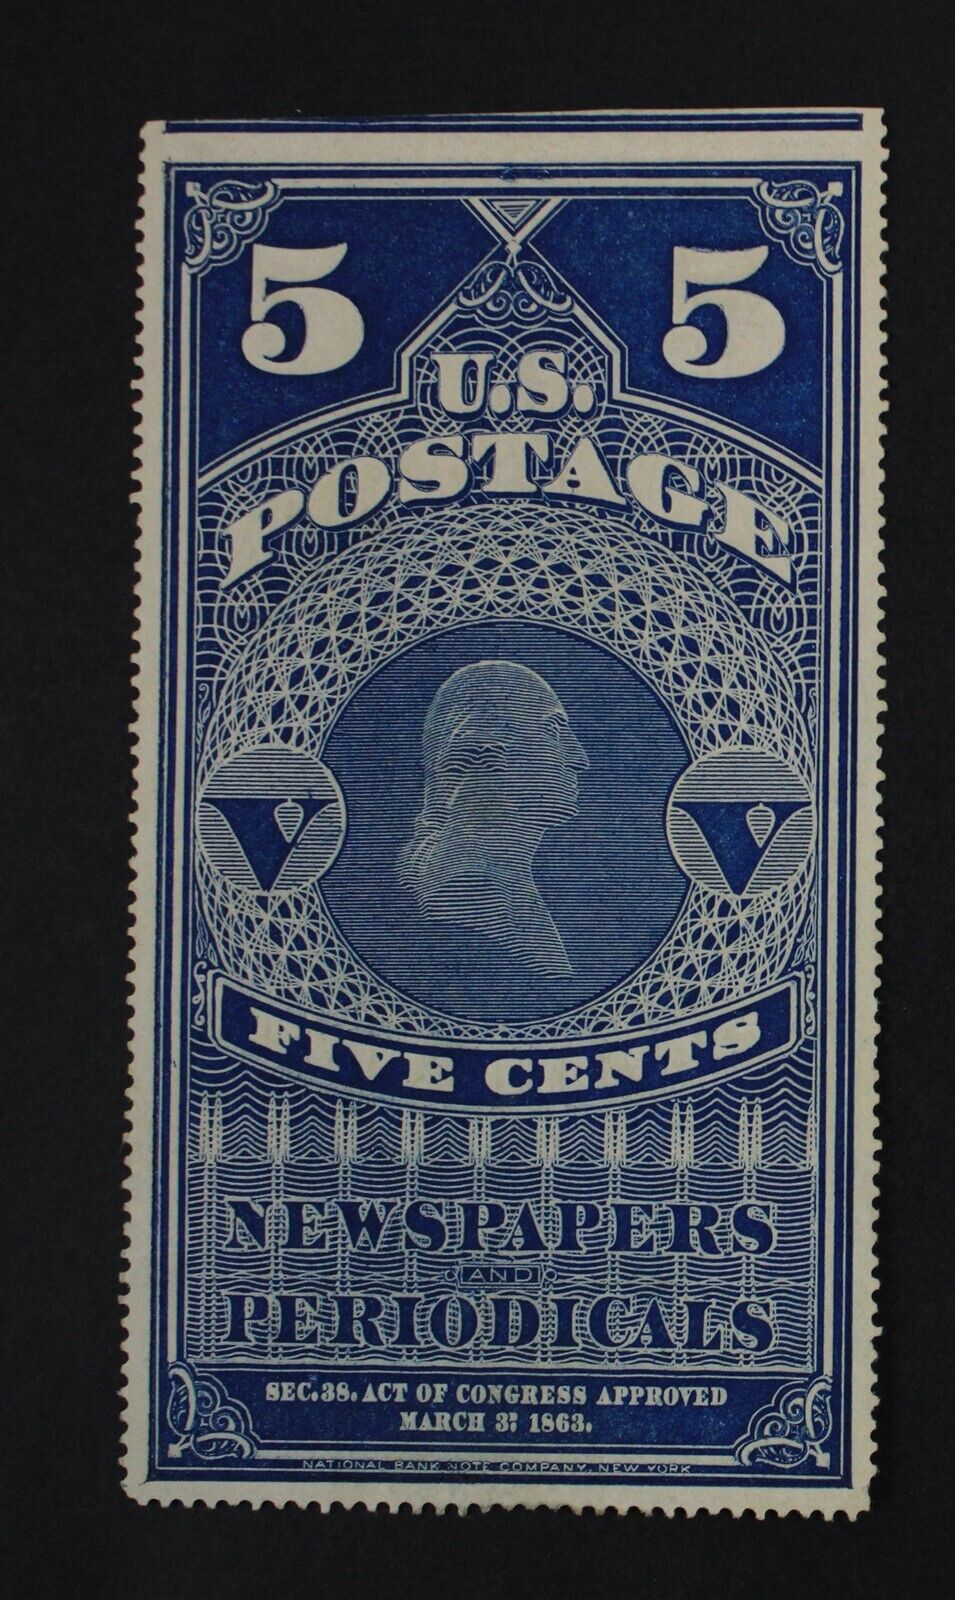 5 5
U.S.
POSTAGE
V V
FIVE CENTS
NEWSPAPERS
AND
PERIODICALS
SEC.38. ACT OF CONGRESS APPROVED
MARCH 3D: 1863.
NATIONAL BANK NOTE COMPANY, NEW YORK